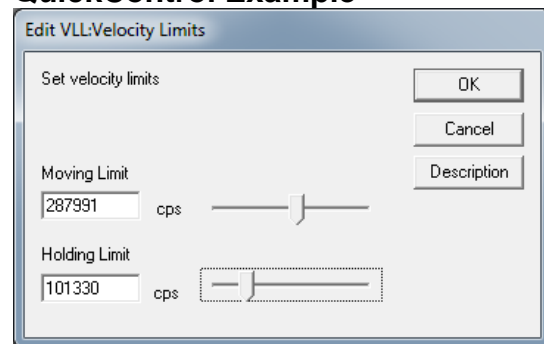 QuickControl Example
Edit VLL:Velocity Limits
Set velocity limits
OK
Cancel
Description
Moving Limit
287991 cps
Holding Limit
101330 cps